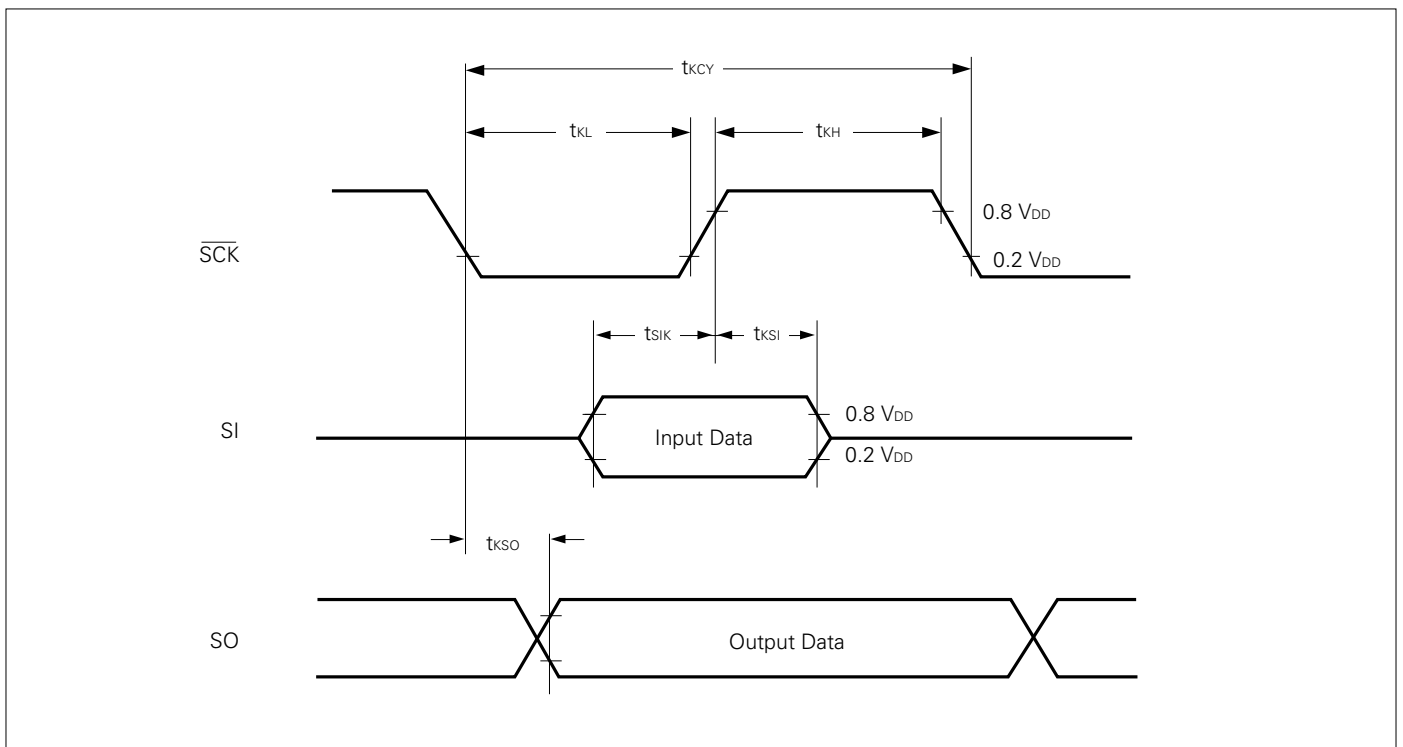 tKCY
tKL
tKH
0.8 VDD
SCK
0.2 VDD
tSIK
tKSI
0.8 VDD
SI
Input Data
0.2 VDD
tKSO
SO
Output Data